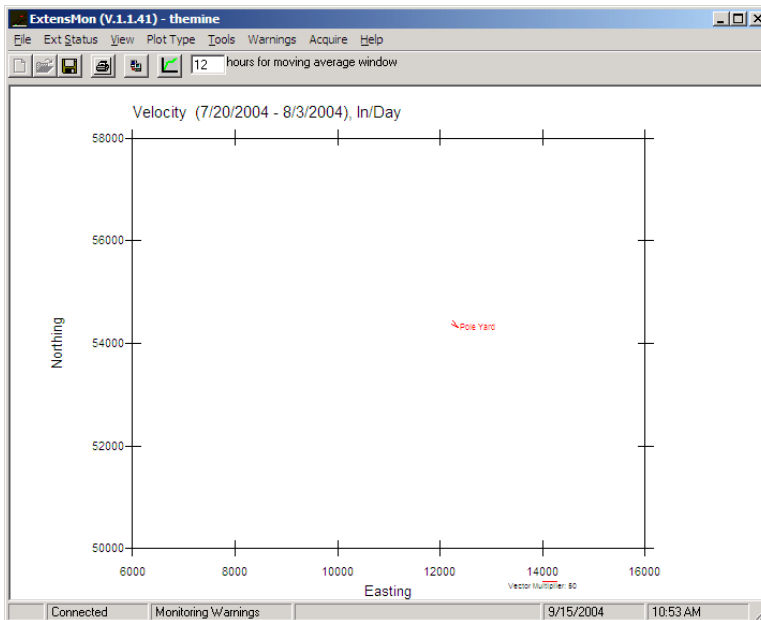 ExtensMon (V.1.1.41) - themine
File Ext Status View Plot Type Tools Warnings Acquire Help
12 hours for moving average window
Velocity (7/20/2004 - 8/3/2004), In/Day
58000
56000
Pole Yard
54000
Northing
52000
50000
6000 8000 10000 12000 14000 16000
Easting
Vector Multiplier: 50
Connected Monitoring Warnings 9/15/2004 10:53 AM